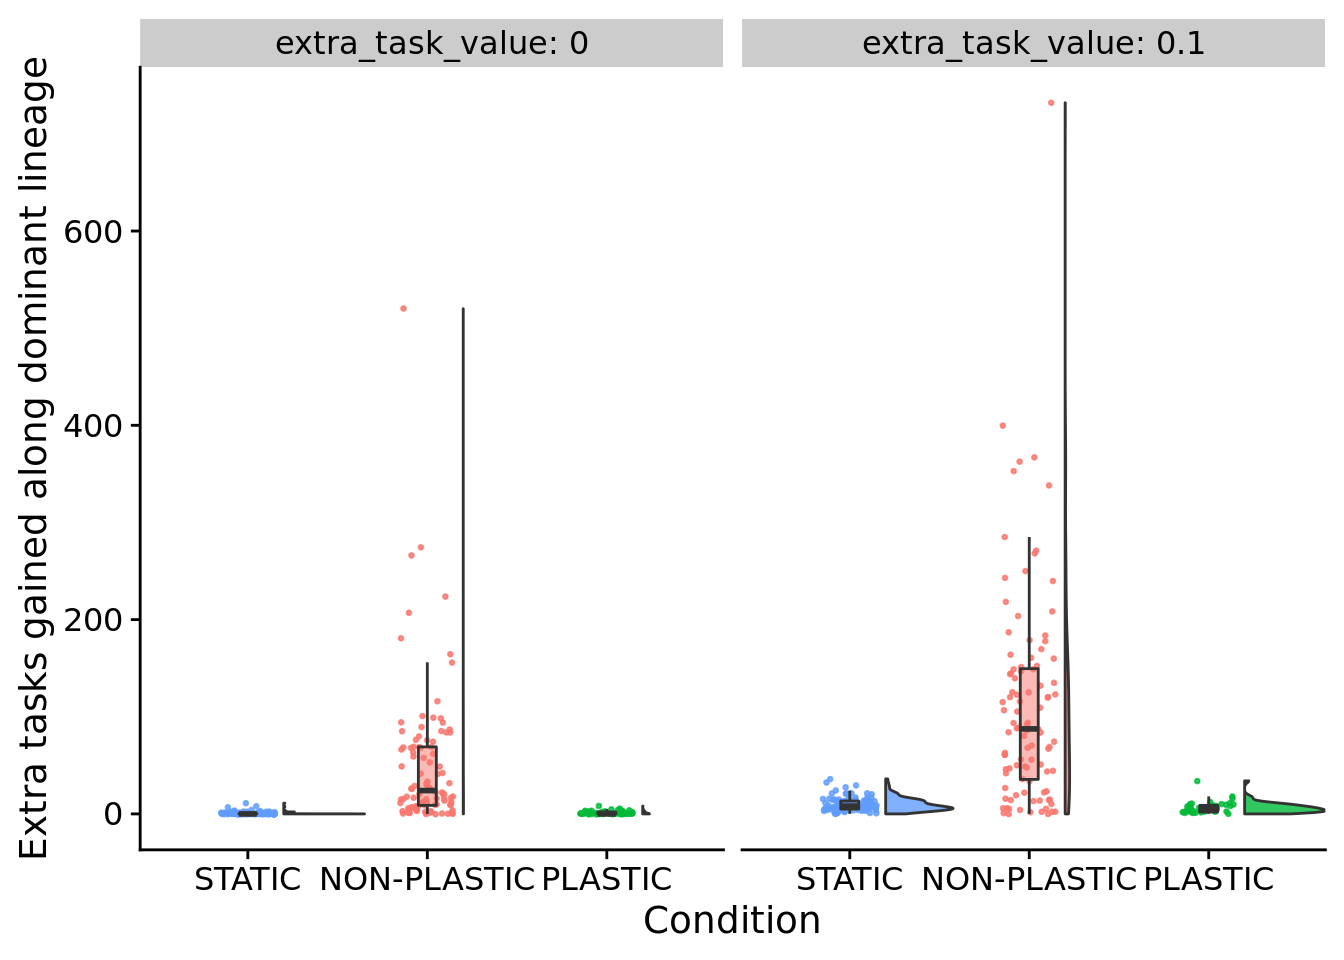 extra_task_value: 0
extra_task_value: 0.1
Extra tasks gained along dominant lineage
600
400
200
0
STATIC NON-PLASTIC PLASTIC
STATIC NON-PLASTIC PLASTIC
Condition